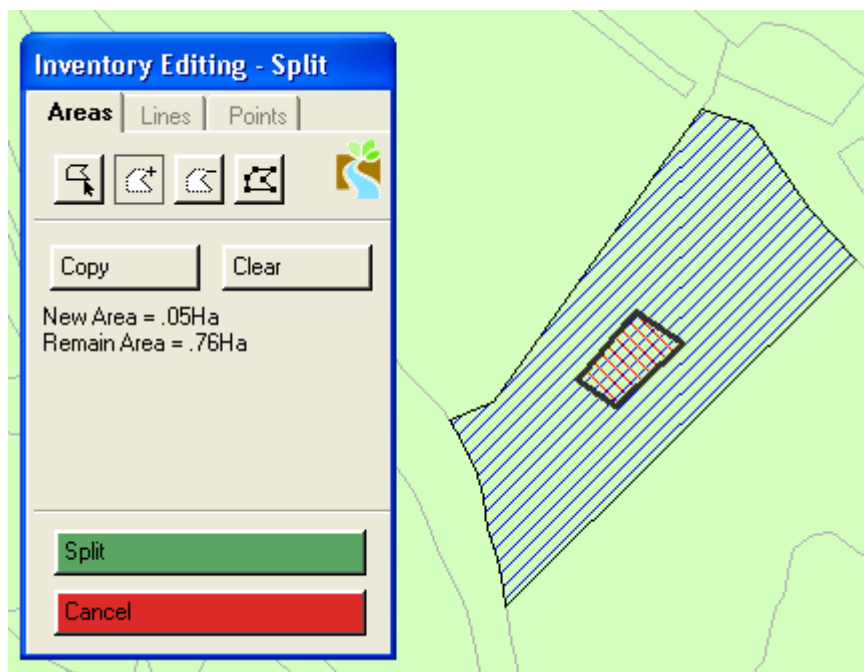 Inventory Editing - Split
Areas Lines Points
Copy Clear
New Area = .05Ha
Remain Area = .76Ha
Split
Cancel